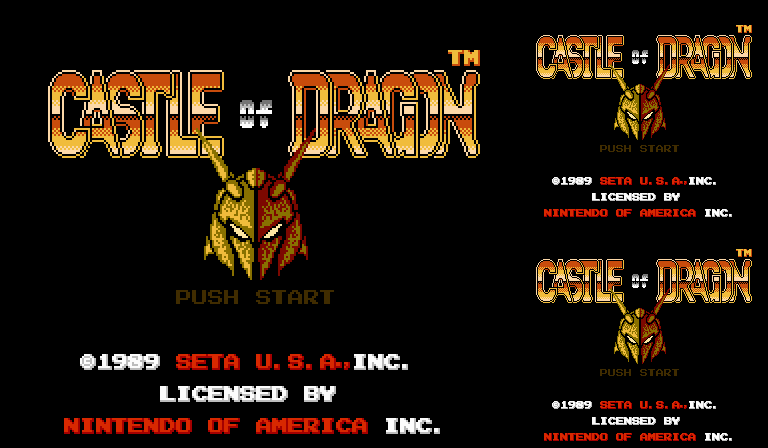 TM
CASTLE OF DRAGON
PUSH START
©1989 SETA U.S.A., INC.
LICENSED BY
NINTENDO OF AMERICA INC.
TM
CASTLE OF DRAGON
PUSH START
©1989 SETA U.S.A., INC.
LICENSED BY
NINTENDO OF AMERICA INC.
TM
CASTLE OF DRAGON
PUSH START
©1989 SETA U.S.A., INC.
LICENSED BY
NINTENDO OF AMERICA INC.